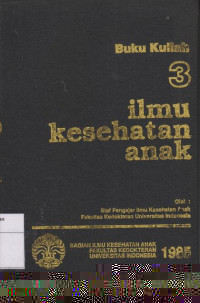 Buku Kuliah
3
ilmu
kesehatan
anak
Oleh :
Staf Pengajar Ilmu Kesehatan Anak
Fakultas Kedokteran Universitas Indonesia
BAGIAN ILMU KESEHATAN ANAK
FAKULTAS KEDOKTERAN
UNIVERSITAS INDONESIA
1985